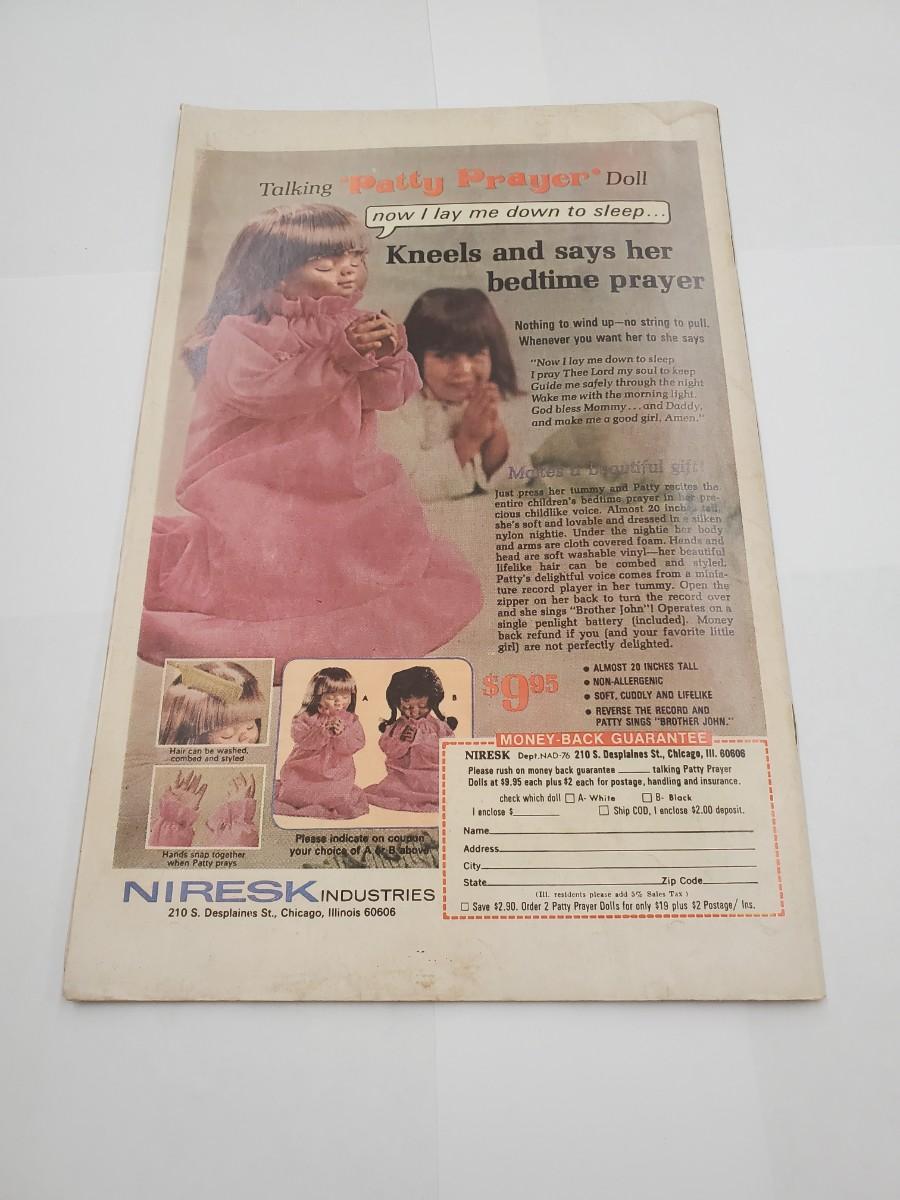 Talking "Patty Prayer" Doll
now I lay me down to sleep...
Kneels and says her
bedtime prayer
Nothing to wind up—no string to pull.
Whenever you want her to she says
"Now I lay me down to sleep
I pray Thee Lord my soul to keep
Guide me safely through the night
Wake me with the morning light.
God bless Mommy...and Daddy,
and make me a good girl, Amen."
Makes a beautiful gift!
Just press her tummy and Patty recites the
entire children's bedtime prayer in her pre-
cious childlike voice. Almost 20 inches tall,
she's soft and lovable and dressed in a silken
nylon nightie. Under the nightie her body
and arms are cloth covered foam. Hands and
head are soft washable vinyl—her beautiful
lifelike hair can be combed and styled.
Patty's delightful voice comes from a minia-
ture record player in her tummy. Open the
zipper on her back to turn the record over
and she sings "Brother John"! Operates on a
single penlight battery (included). Money
back refund if you (and your favorite little
girl) are not perfectly delighted.
$9.95
● ALMOST 20 INCHES TALL
● NON-ALLERGENIC
● SOFT, CUDDLY AND LIFELIKE
● REVERSE THE RECORD AND
PATTY SINGS "BROTHER JOHN."
Hair can be washed,
combed and styled
Hands snap together
when Patty prays
A
B
Please indicate on coupon
your choice of A or B above
NIRESK INDUSTRIES
210 S. Desplaines St., Chicago, Illinois 60606
MONEY-BACK GUARANTEE
NIRESK Dept.NAD-76 210 S. Desplaines St., Chicago, Ill. 60606
Please rush on money back guarantee ______ talking Patty Prayer
Dolls at $9.95 each plus $2 each for postage, handling and insurance.
check which doll □ A- White □ B- Black
I enclose $________ □ Ship COD, I enclose $2.00 deposit.
Name
Address
City
State Zip Code
(Ill. residents please add 5% Sales Tax)
□ Save $2.90. Order 2 Patty Prayer Dolls for only $19 plus $2 Postage/ Ins.